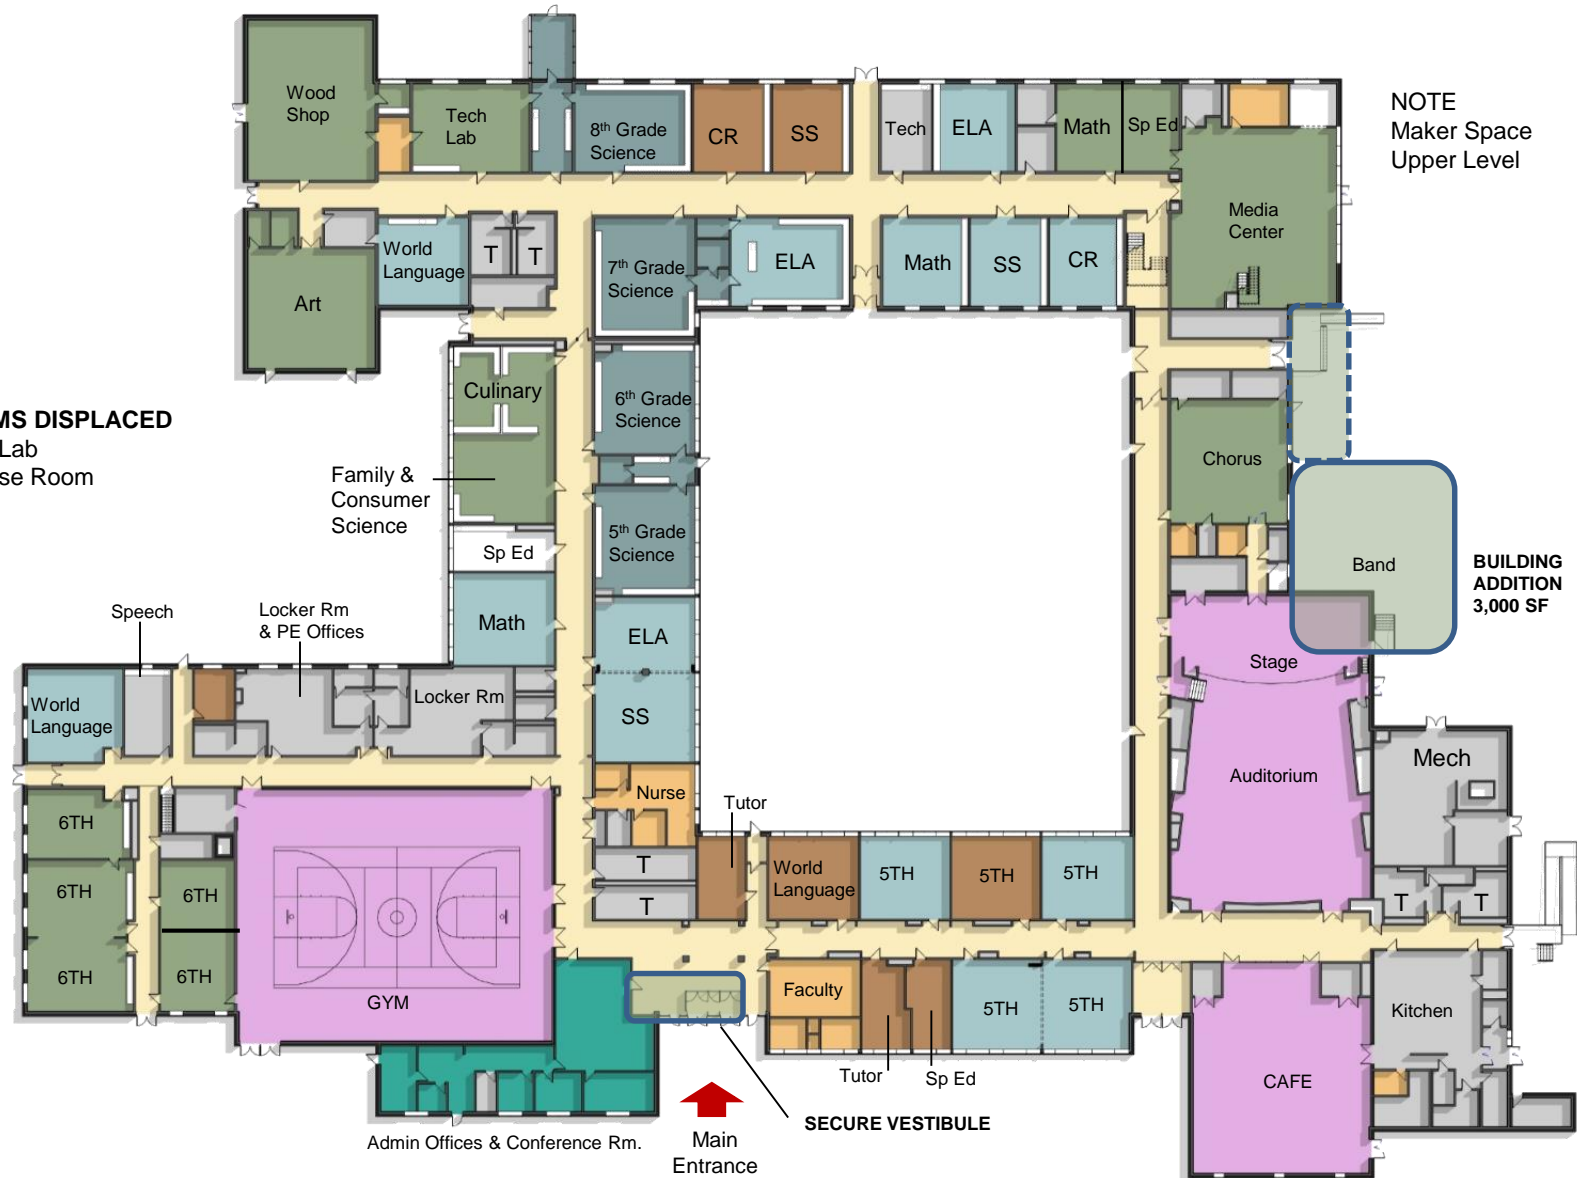 Wood
Shop
Tech
Lab
8th Grade
Science
CR
SS
Tech
ELA
Math
Sp Ed
NOTE
Maker Space
Upper Level
Media
Center
World
Language
T
T
7th Grade
Science
ELA
Math
SS
CR
Art
Culinary
6th Grade
Science
MS DISPLACED
Lab
se Room
Family &
Consumer
Science
Chorus
5th Grade
Science
Sp Ed
Band
BUILDING
ADDITION
3,000 SF
Speech
Locker Rm
& PE Offices
Math
ELA
Stage
World
Language
Locker Rm
SS
Auditorium
Mech
Nurse
Tutor
6TH
T
World
Language
5TH
5TH
5TH
6TH
6TH
T
T
T
6TH
6TH
GYM
Faculty
5TH
5TH
Kitchen
Tutor
Sp Ed
CAFE
SECURE VESTIBULE
Admin Offices & Conference Rm.
Main
Entrance